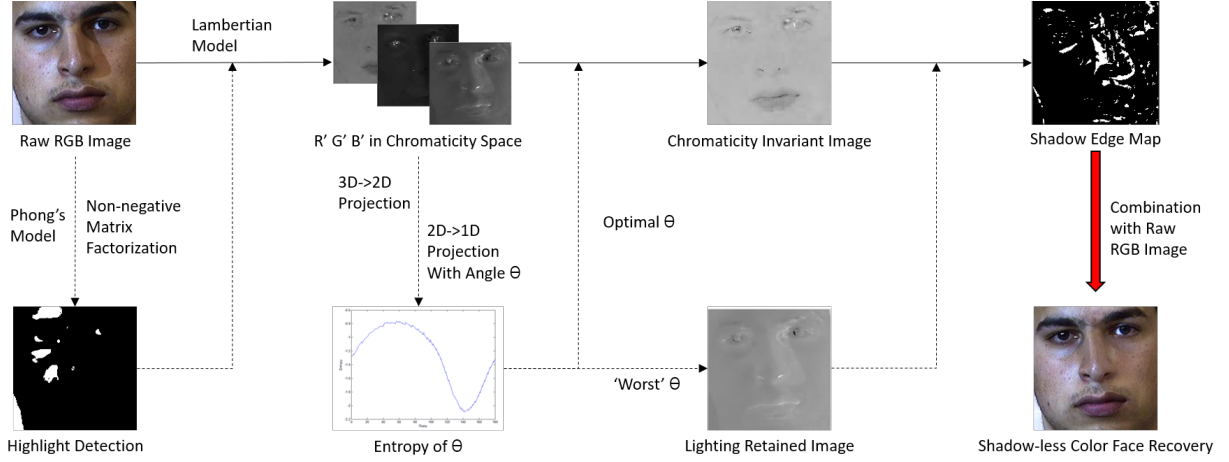 Lambertian
Model
Raw RGB Image
R’ G’ B’ in Chromaticity Space
Chromaticity Invariant Image
Shadow Edge Map
Phong’s
Model
Non-negative
Matrix
Factorization
3D->2D
Projection
2D->1D
Projection
With Angle Θ
Optimal Θ
Combination
with Raw
RGB Image
‘Worst’ Θ
Highlight Detection
Entropy of Θ
Lighting Retained Image
Shadow-less Color Face Recovery